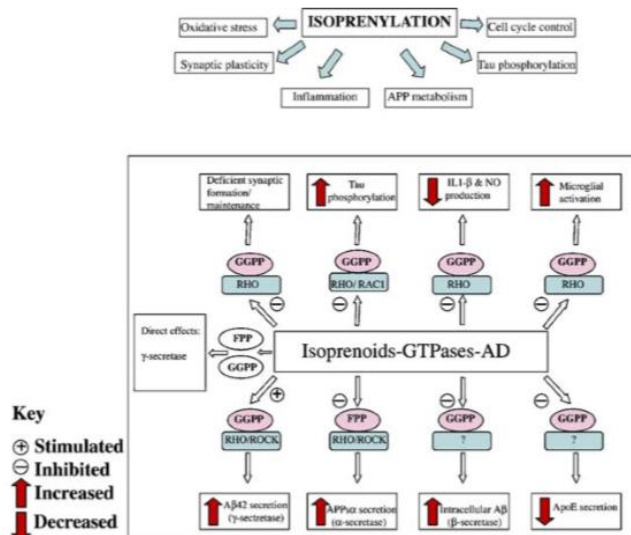 ISOPRENYLATION
Oxidative stress
Cell cycle control
Synaptic plasticity
Tau phosphorylation
Inflammation
APP metabolism
Deficient synaptic
formation/
maintenance
Tau
phosphorylation
IL1-β & NO
production
Microglial
activation
GGPP
RHO
GGPP
RHO/ RAC1
GGPP
RHO
GGPP
RHO
Direct effects:
γ-secretase
FPP
GGPP
Isoprenoids-GTPases-AD
GGPP
RHO/ROCK
FPP
RHO/ROCK
GGPP
?
GGPP
?
Aβ42 secretion
(γ-sectretase)
APPsα secretion
(α-secretase)
Intracellular Aβ
(β-secretase)
ApoE secretion
Key
+ Stimulated
- Inhibited
Increased
Decreased